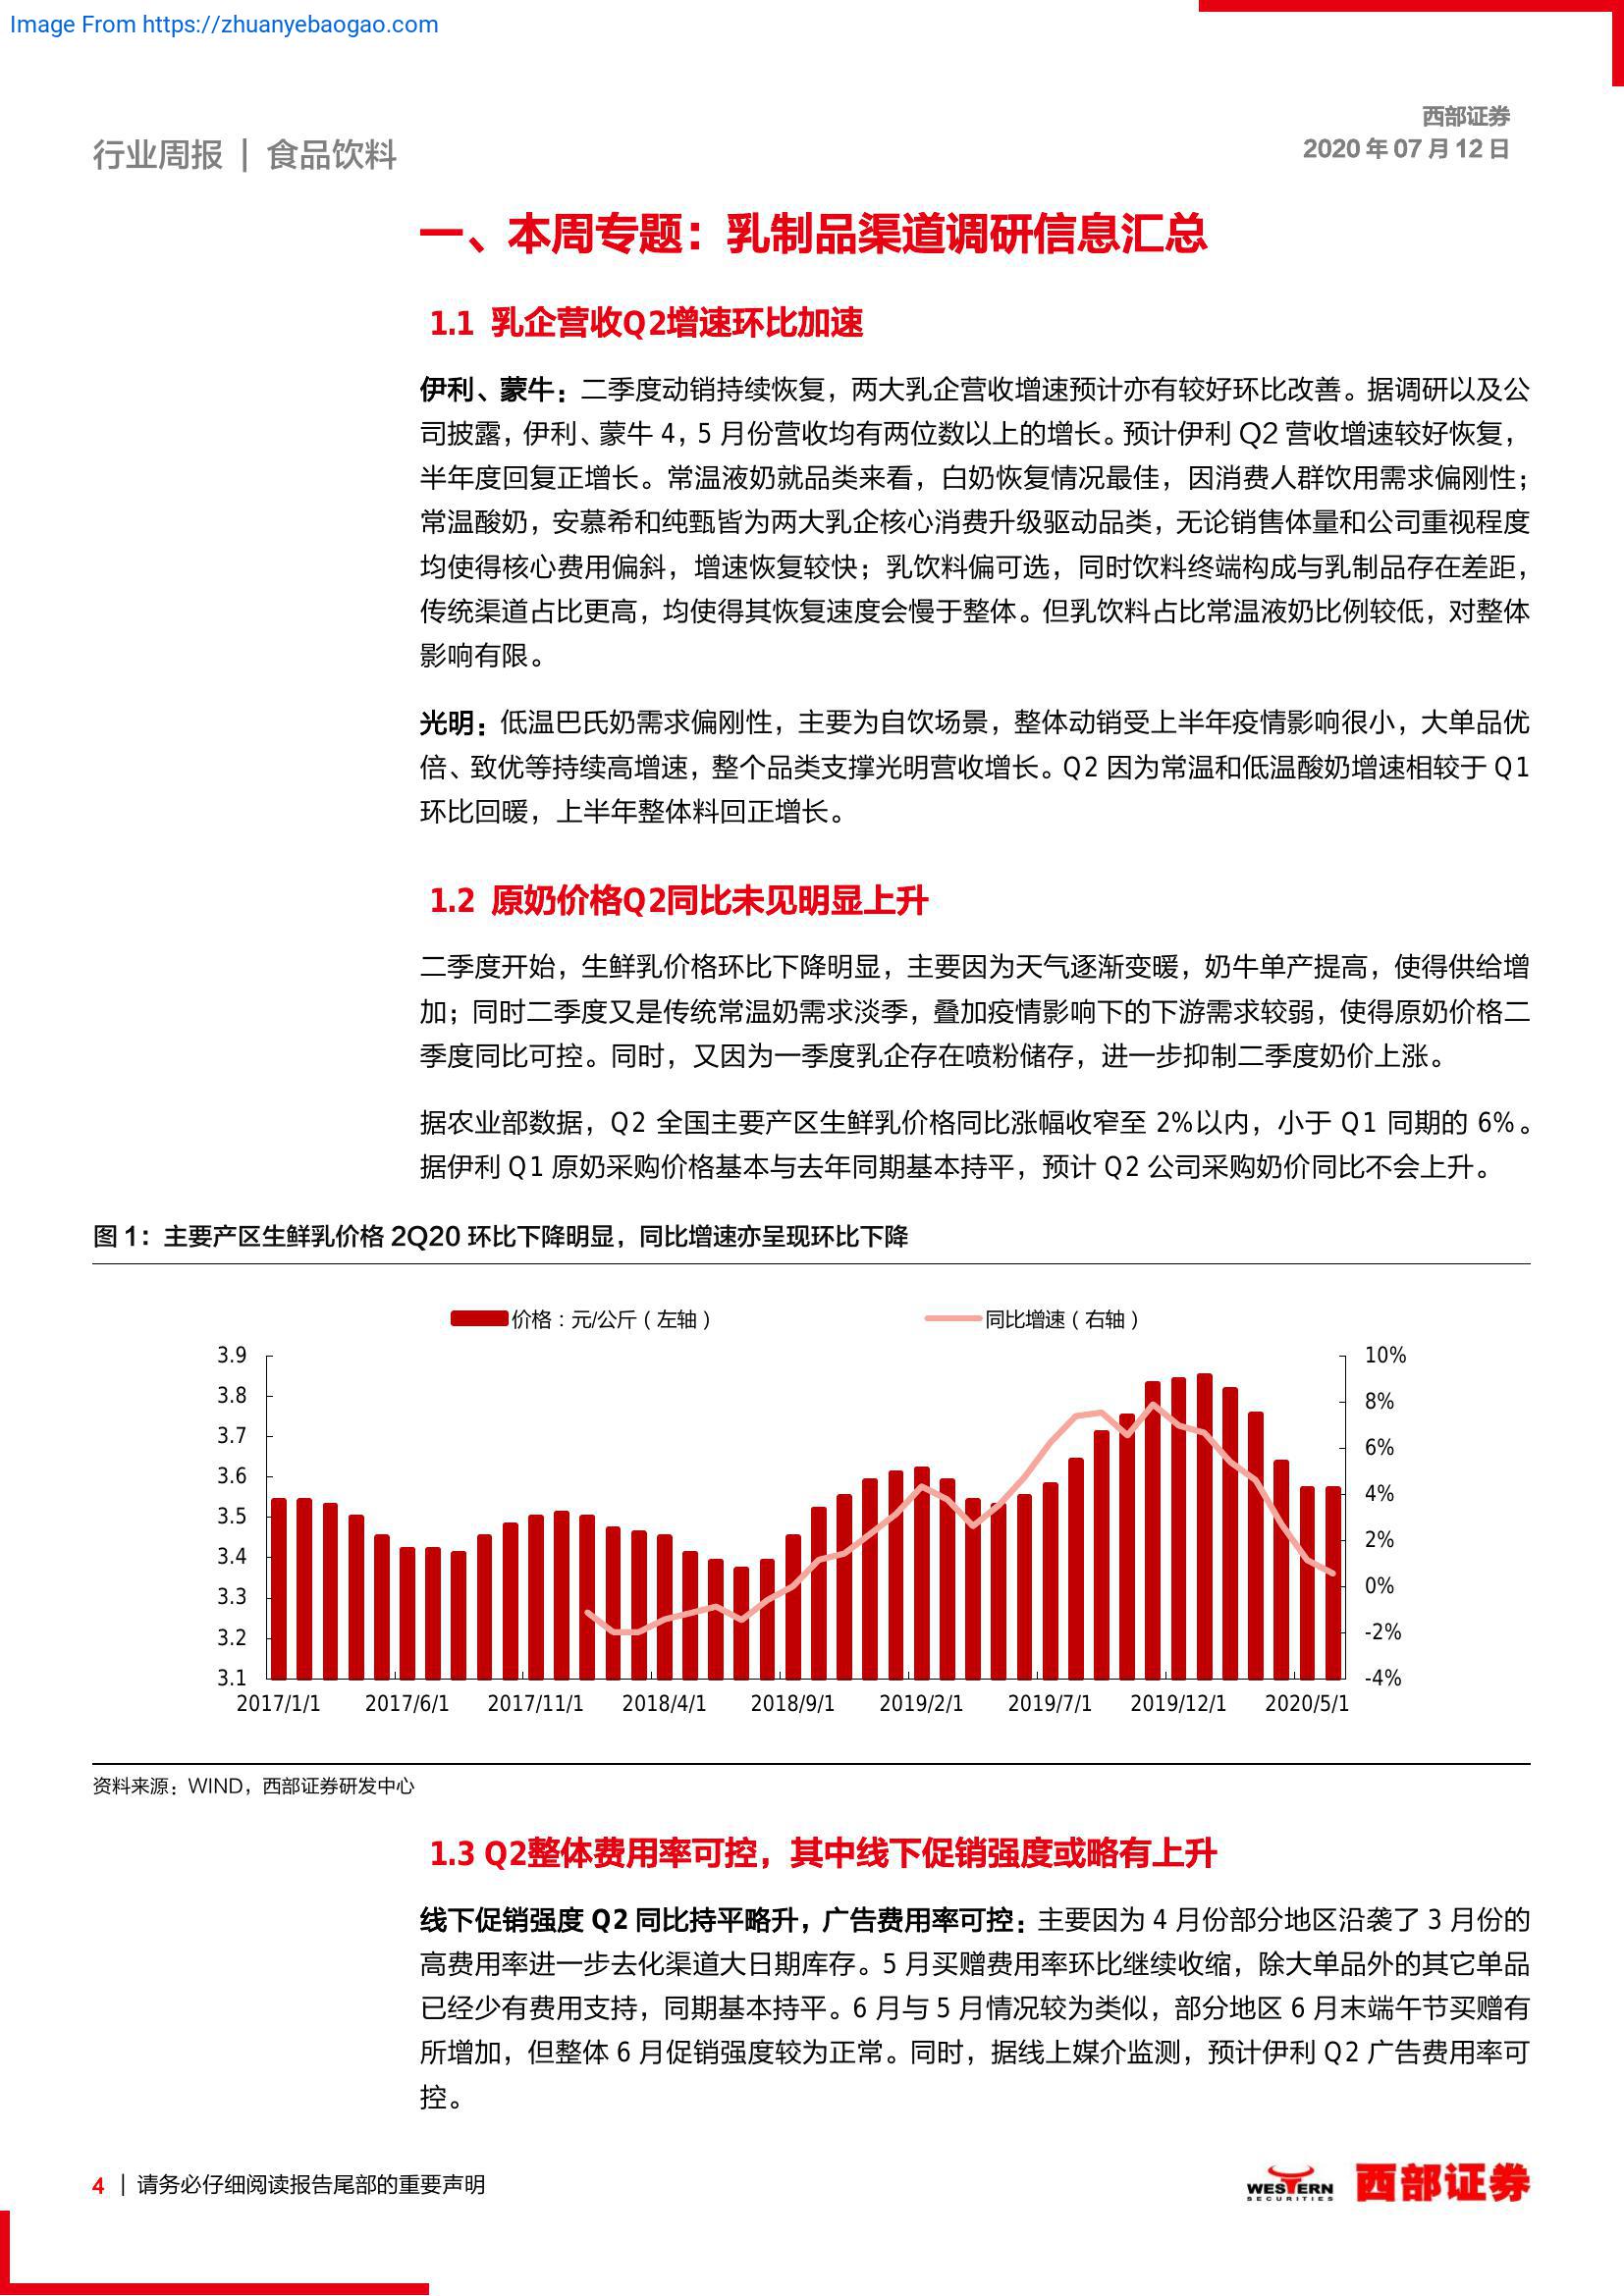 Image From https://zhuanyebaogao.com
西部证券
2020 年 07 月 12 日
行业周报 | 食品饮料
一、本周专题：乳制品渠道调研信息汇总
1.1 乳企营收Q2增速环比加速
伊利、蒙牛：二季度动销持续恢复，两大乳企营收增速预计亦有较好环比改善。据调研以及公
司披露，伊利、蒙牛 4，5 月份营收均有两位数以上的增长。预计伊利 Q2 营收增速较好恢复，
半年度回复正增长。常温液奶就品类来看，白奶恢复情况最佳，因消费人群饮用需求偏刚性；
常温酸奶，安慕希和纯甄皆为两大乳企核心消费升级驱动品类，无论销售体量和公司重视程度
均使得核心费用偏斜，增速恢复较快；乳饮料偏可选，同时饮料终端构成与乳制品存在差距，
传统渠道占比更高，均使得其恢复速度会慢于整体。但乳饮料占比常温液奶比例较低，对整体
影响有限。
光明：低温巴氏奶需求偏刚性，主要为自饮场景，整体动销受上半年疫情影响很小，大单品优
倍、致优等持续高增速，整个品类支撑光明营收增长。Q2 因为常温和低温酸奶增速相较于 Q1
环比回暖，上半年整体料回正增长。
1.2 原奶价格Q2同比未见明显上升
二季度开始，生鲜乳价格环比下降明显，主要因为天气逐渐变暖，奶牛单产提高，使得供给增
加；同时二季度又是传统常温奶需求淡季，叠加疫情影响下的下游需求较弱，使得原奶价格二
季度同比可控。同时，又因为一季度乳企存在喷粉储存，进一步抑制二季度奶价上涨。
据农业部数据，Q2 全国主要产区生鲜乳价格同比涨幅收窄至 2%以内，小于 Q1 同期的 6%。
据伊利 Q1 原奶采购价格基本与去年同期基本持平，预计 Q2 公司采购奶价同比不会上升。
图 1：主要产区生鲜乳价格 2Q20 环比下降明显，同比增速亦呈现环比下降
价格：元/公斤（左轴） 同比增速（右轴）
3.9 10%
3.8 8%
3.7 6%
3.6 4%
3.5 2%
3.4 0%
3.3 -2%
3.2 -4%
3.1
2017/1/1 2017/6/1 2017/11/1 2018/4/1 2018/9/1 2019/2/1 2019/7/1 2019/12/1 2020/5/1
资料来源：WIND，西部证券研发中心
1.3 Q2整体费用率可控，其中线下促销强度或略有上升
线下促销强度 Q2 同比持平略升，广告费用率可控：主要因为 4 月份部分地区沿袭了 3 月份的
高费用率进一步去化渠道大日期库存。5 月买赠费用率环比继续收缩，除大单品外的其它单品
已经少有费用支持，同期基本持平。6 月与 5 月情况较为类似，部分地区 6 月末端午节买赠有
所增加，但整体 6 月促销强度较为正常。同时，据线上媒介监测，预计伊利 Q2 广告费用率可
控。
4 | 请务必仔细阅读报告尾部的重要声明
WESTERN
SECURITIES
西部证券